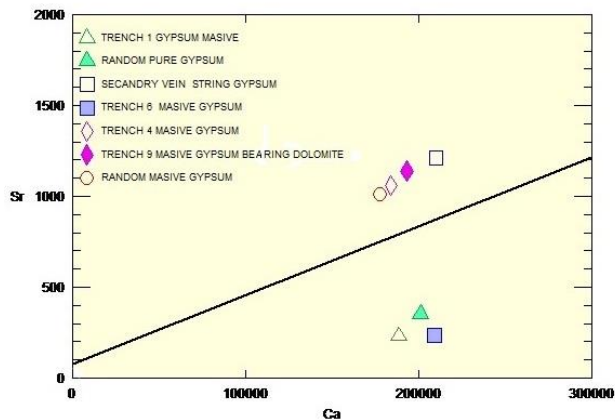 2000
TRENCH 1 GYPSUM MASIVE
RANDOM PURE GYPSUM
SECANDRY VEIN STRING GYPSUM
TRENCH 6 MASIVE GYPSUM
TRENCH 4 MASIVE GYPSUM
TRENCH 9 MASIVE GYPSUM BEARING DOLOMITE
RANDOM MASIVE GYPSUM
1500
1000
Sr
500
0
0 100000 200000 300000
Ca